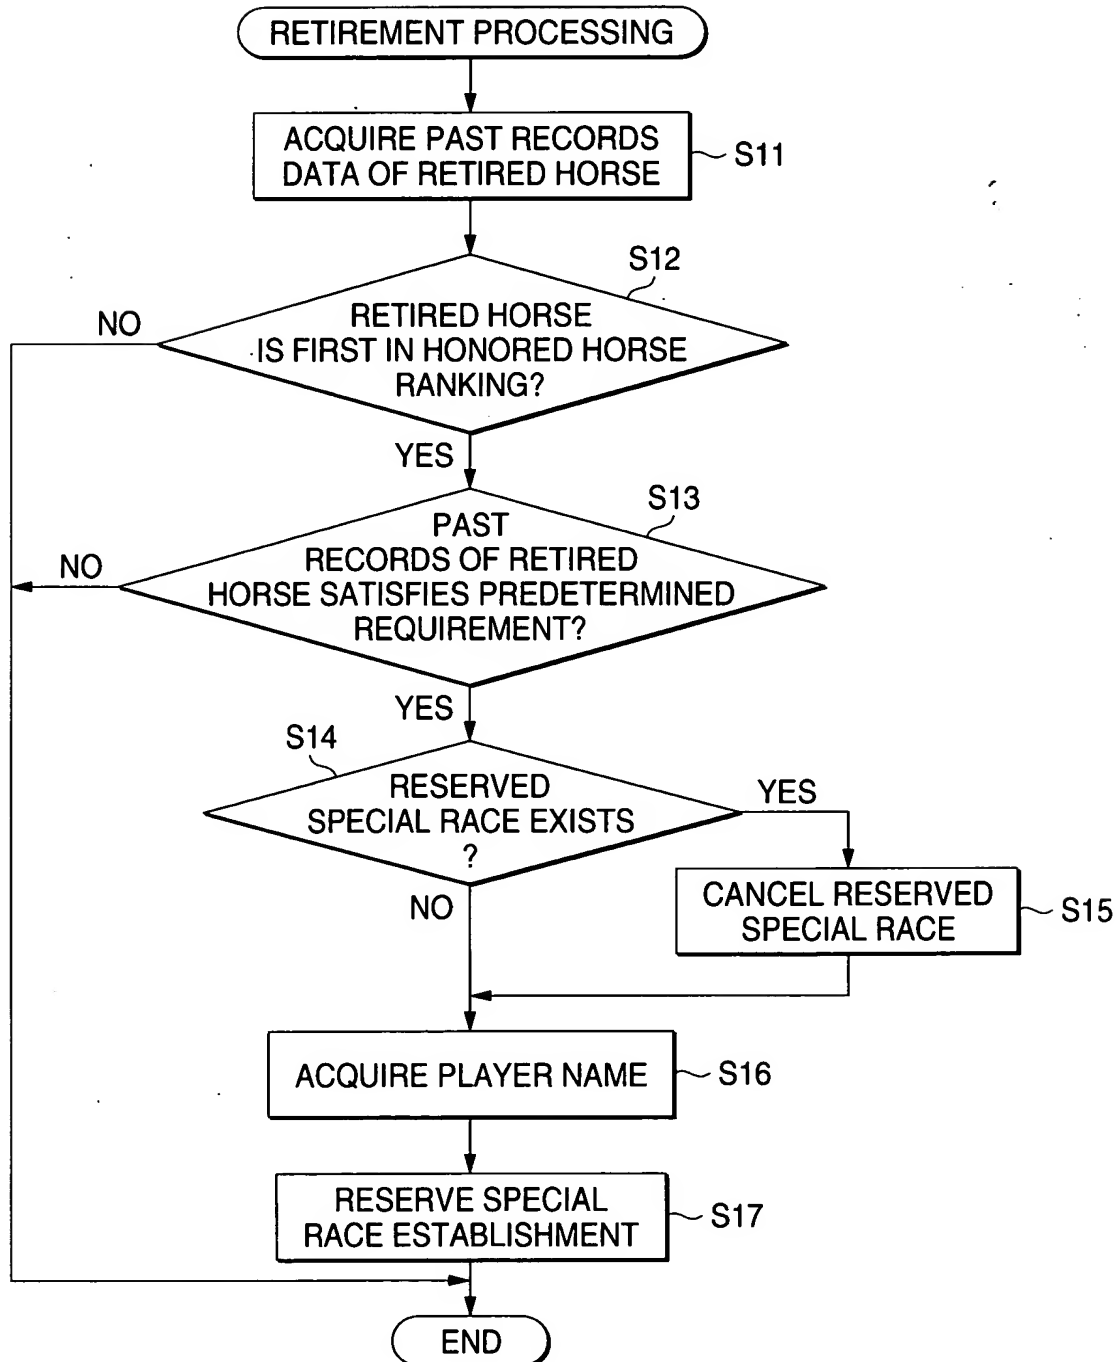 RETIREMENT PROCESSING
ACQUIRE PAST RECORDS
DATA OF RETIRED HORSE
S11
S12
RETIRED HORSE
IS FIRST IN HONORED HORSE
RANKING?
NO
YES
S13
PAST
RECORDS OF RETIRED
HORSE SATISFIES PREDETERMINED
REQUIREMENT?
NO
YES
S14
RESERVED
SPECIAL RACE EXISTS
?
YES
NO
CANCEL RESERVED
SPECIAL RACE
S15
ACQUIRE PLAYER NAME
S16
RESERVE SPECIAL
RACE ESTABLISHMENT
S17
END